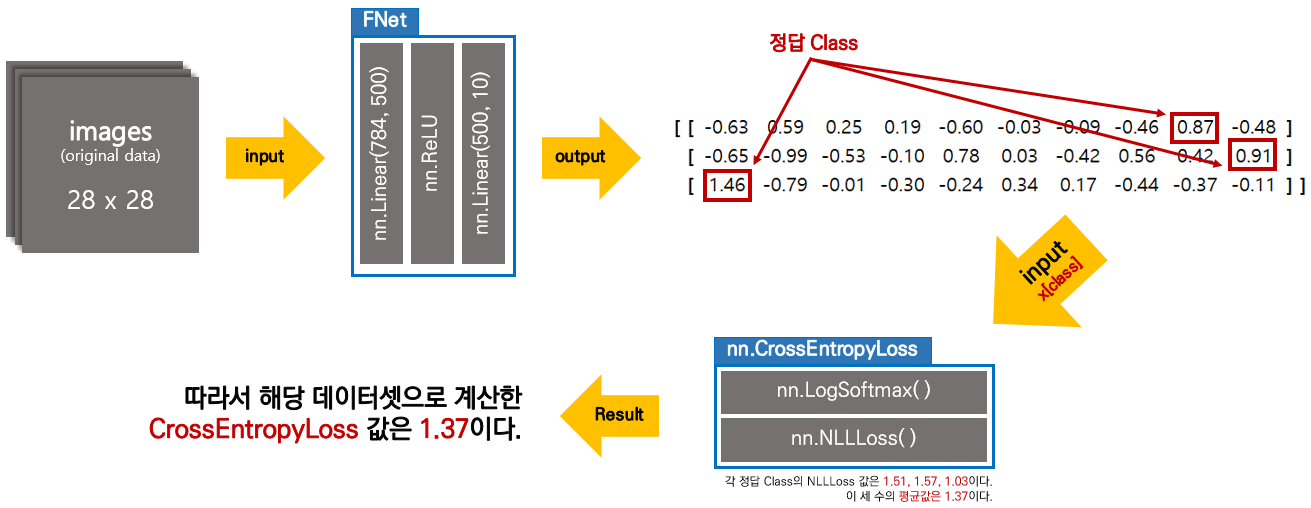 FNet
images
(original data)
28 x 28
input
nn.Linear(784, 500)
nn.ReLU
nn.Linear(500, 10)
output
정답 Class
[ [ -0.63 0.59 0.25 0.19 -0.60 -0.03 -0.09 -0.46 0.87 -0.48 ]
[ -0.65 -0.99 -0.53 -0.10 0.78 0.03 -0.42 0.56 0.42 0.91 ]
[ 1.46 -0.79 -0.01 -0.30 -0.24 0.34 0.17 -0.44 -0.37 -0.11 ] ]
input
x[class]
nn.CrossEntropyLoss
nn.LogSoftmax( )
nn.NLLLoss( )
각 정답 Class의 NLLLoss 값은 1.51, 1.57, 1.03이다.
이 세 수의 평균값은 1.37이다.
Result
따라서 해당 데이터셋으로 계산한
CrossEntropyLoss 값은 1.37이다.